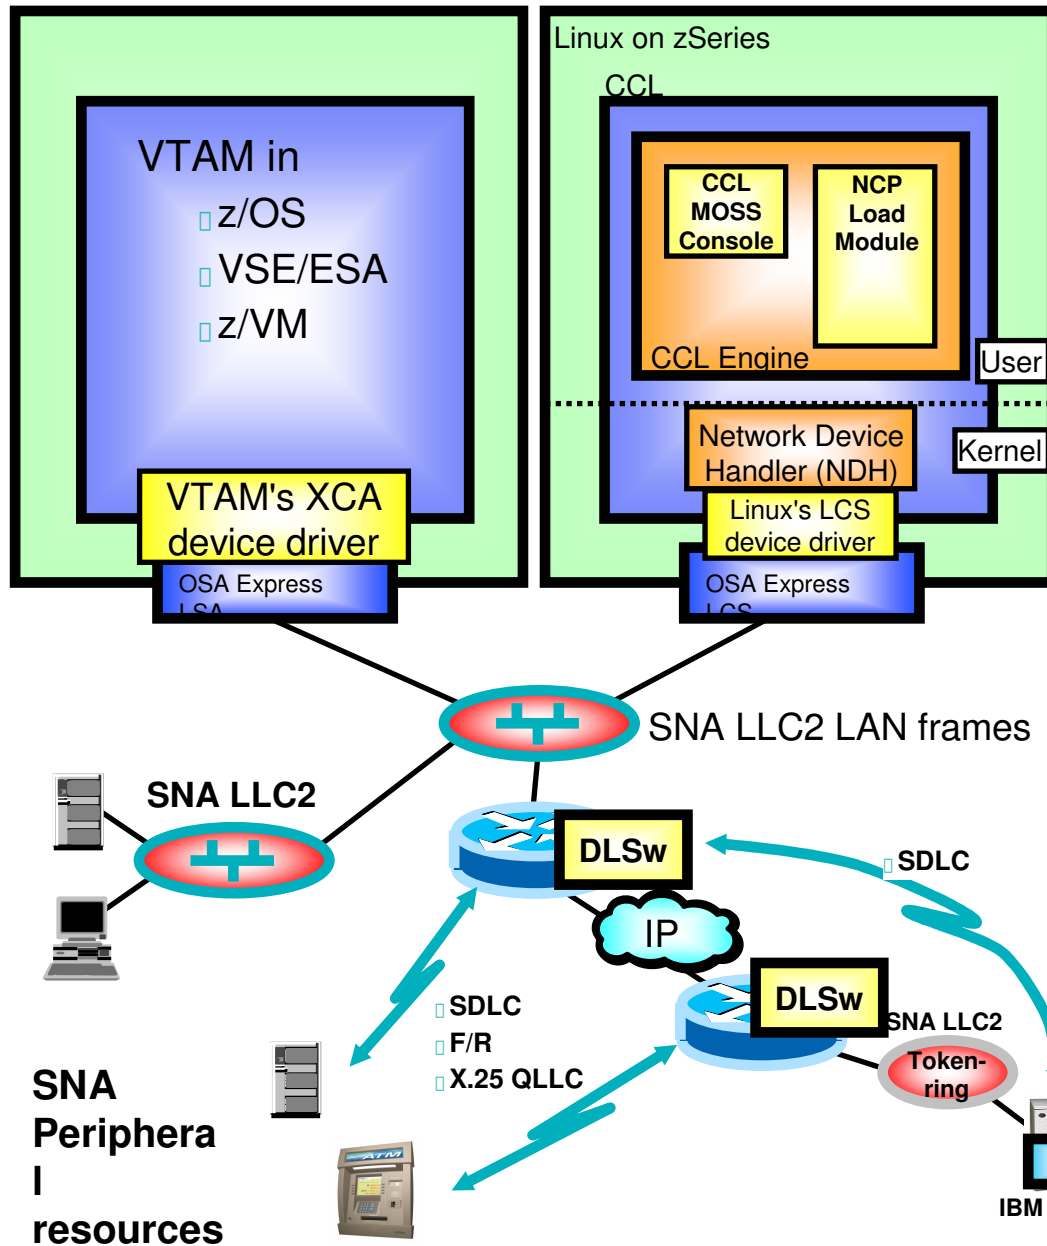 Linux on zSeries
CCL
VTAM in
z/OS
VSE/ESA
z/VM
CCL
MOSS
Console
NCP
Load
Module
CCL Engine
User
Kernel
Network Device
Handler (NDH)
VTAM's XCA
device driver
Linux's LCS
device driver
OSA Express
LSA
OSA Express
LCS
SNA LLC2 LAN frames
SNA LLC2
DLSw
SDLC
IP
DLSw
SDLC
F/R
X.25 QLLC
SNA LLC2
Token-
ring
SNA
Periphera
l
resources
ATM
IBM